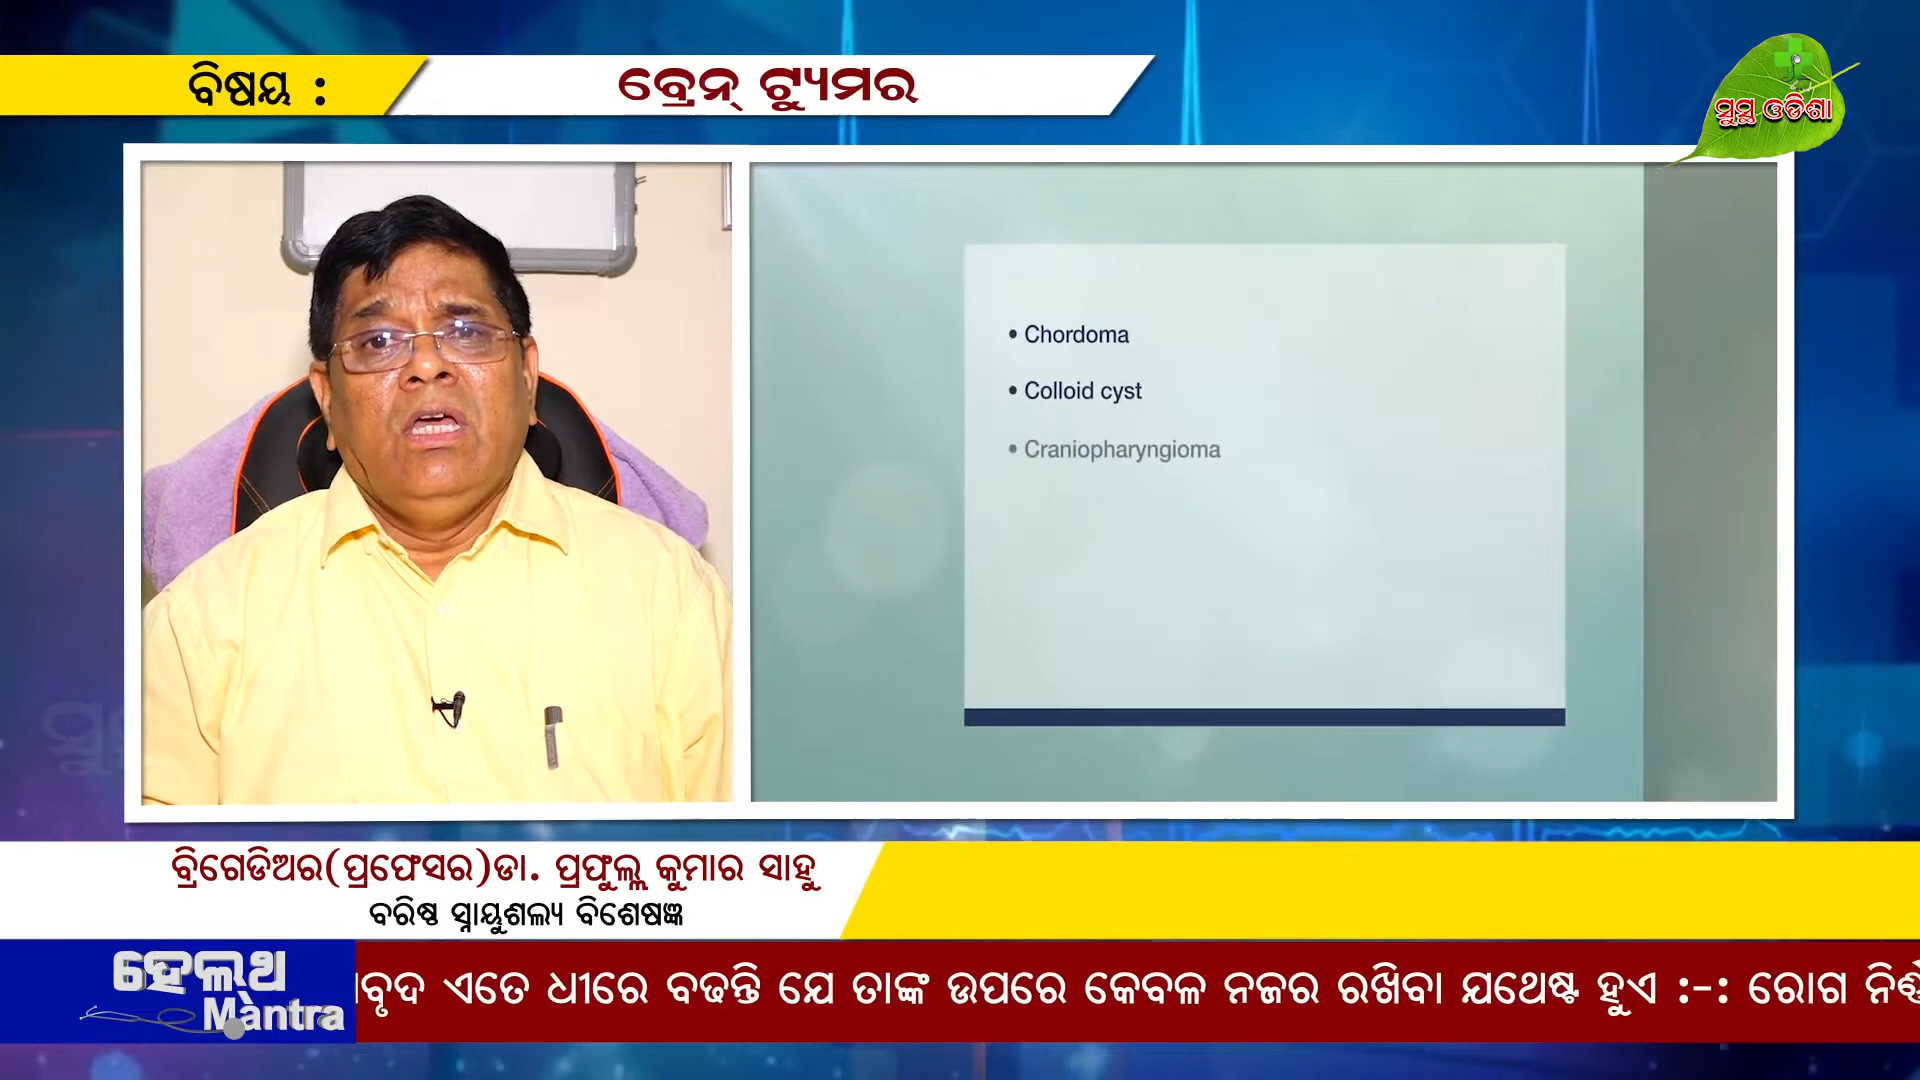 ବିଷୟ :
ବ୍ରେନ୍ ଟ୍ୟୁମର
ସୁସ୍ଥ ଓଡିଶା
• Chordoma
• Colloid cyst
• Craniopharyngioma
ବ୍ରିଗେଡିଅର(ପ୍ରଫେସର)ଡା. ପ୍ରଫୁଲ୍ଲ କୁମାର ସାହୁ
ବରିଷ୍ଠ ସ୍ନାୟୁଶଲ୍ୟ ବିଶେଷଜ୍ଞ
ହେଲଥ୍
Mantra
ଏତେ ଧୀରେ ବଢନ୍ତି ଯେ ତାଙ୍କ ଉପରେ କେବଳ ନଜର ରଖିବା ଯଥେଷ୍ଟ ହୁଏ :-: ରୋଗ